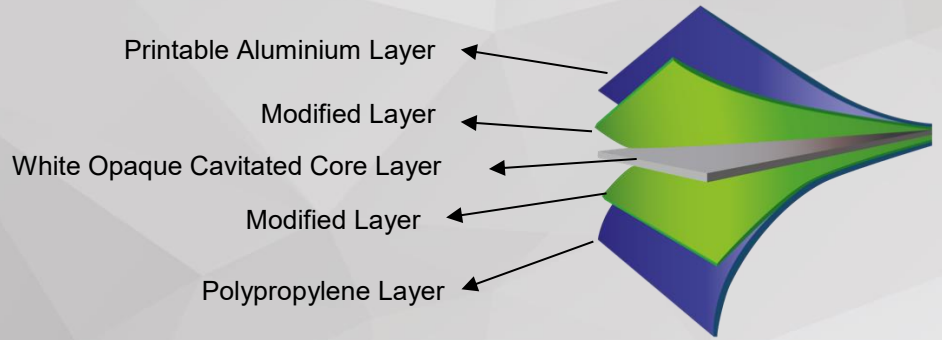 Printable Aluminium Layer
Modified Layer
White Opaque Cavitated Core Layer
Modified Layer
Polypropylene Layer